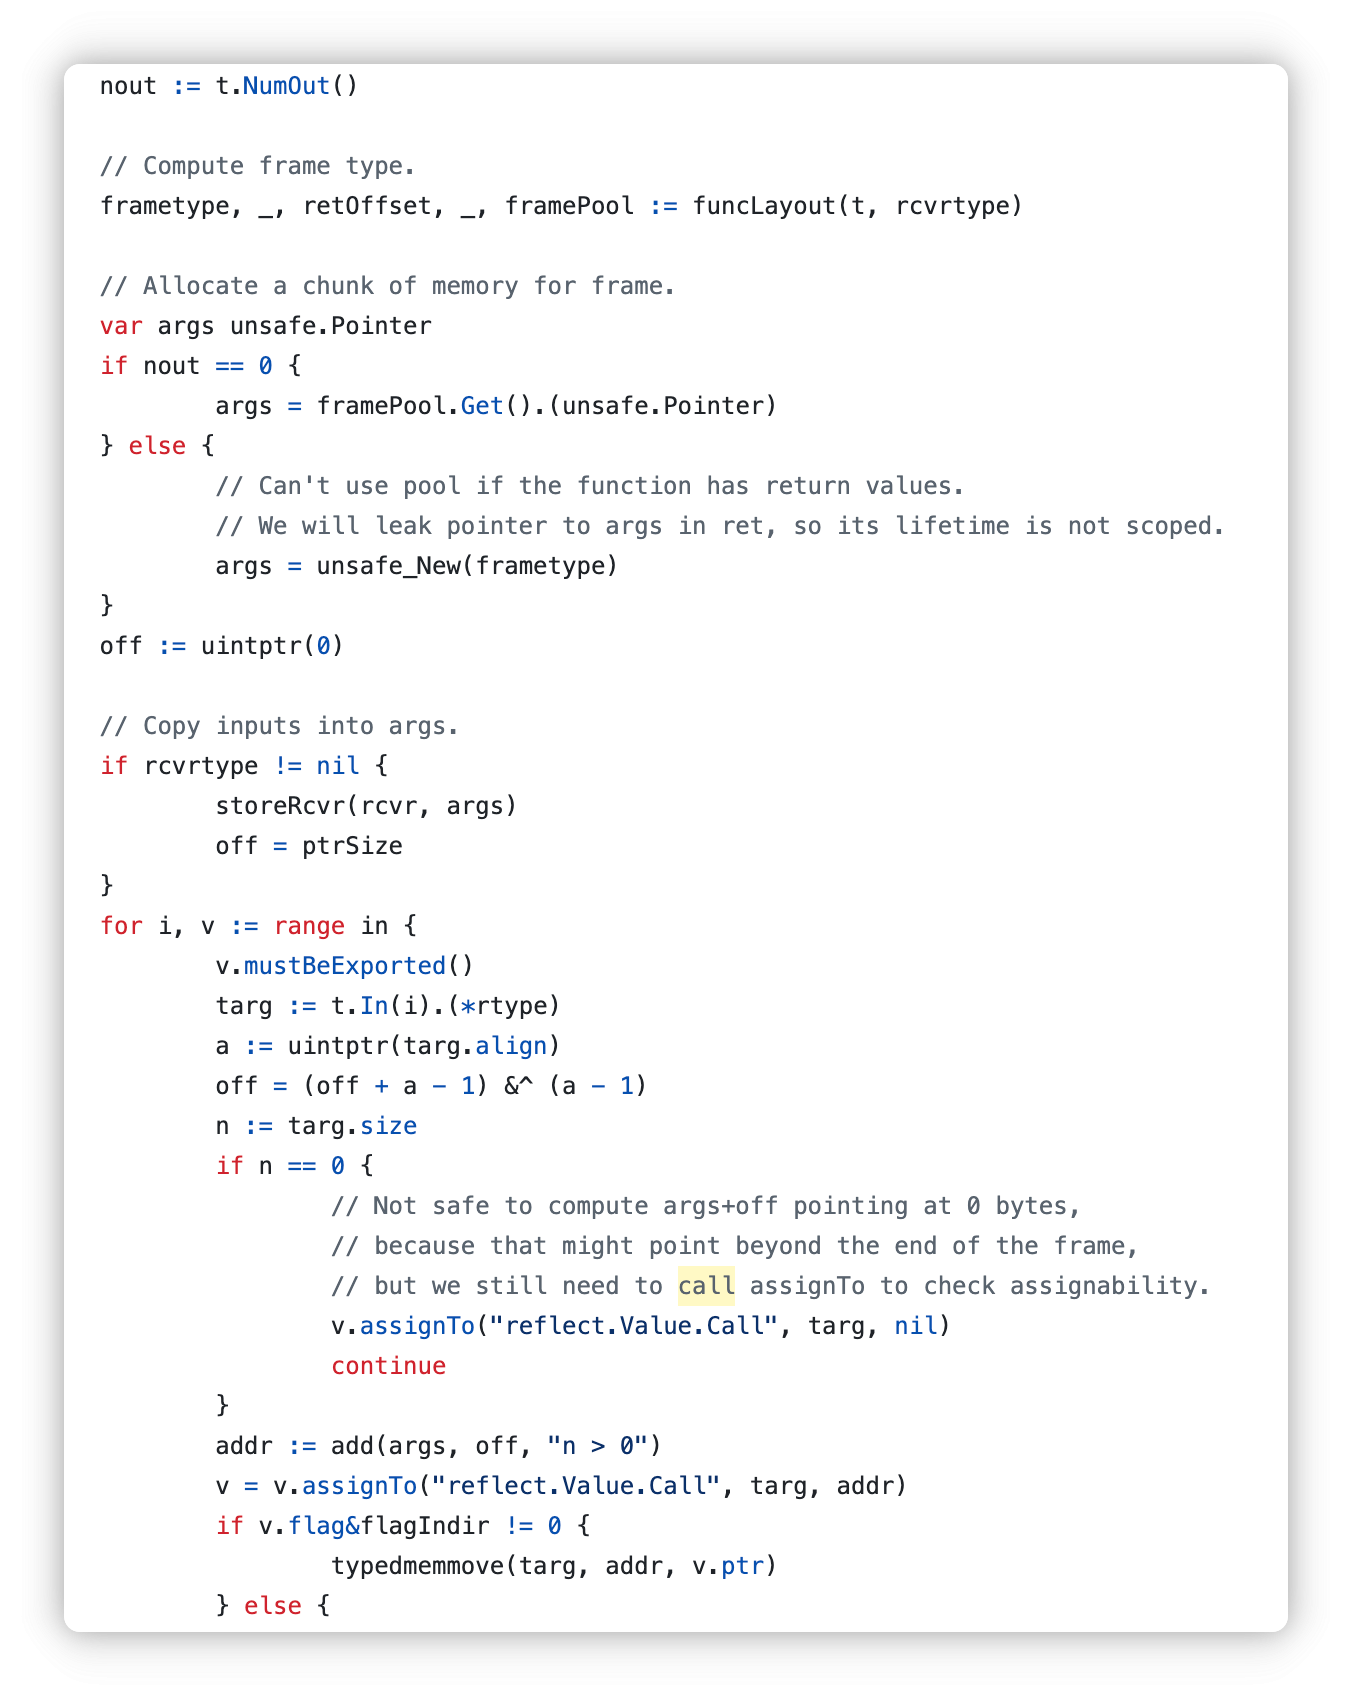 nout := t.NumOut()
// Compute frame type.
frametype, _, retOffset, _, framePool := funcLayout(t, rcvrtype)
// Allocate a chunk of memory for frame.
var args unsafe.Pointer
if nout == 0 {
        args = framePool.Get().(unsafe.Pointer)
} else {
        // Can't use pool if the function has return values.
        // We will leak pointer to args in ret, so its lifetime is not scoped.
        args = unsafe_New(frametype)
}
off := uintptr(0)
// Copy inputs into args.
if rcvrtype != nil {
        storeRcvr(rcvr, args)
        off = ptrSize
}
for i, v := range in {
        v.mustBeExported()
        targ := t.In(i).(*rtype)
        a := uintptr(targ.align)
        off = (off + a - 1) &^ (a - 1)
        n := targ.size
        if n == 0 {
                // Not safe to compute args+off pointing at 0 bytes,
                // because that might point beyond the end of the frame,
                // but we still need to call assignTo to check assignability.
                v.assignTo("reflect.Value.Call", targ, nil)
                continue
        }
        addr := add(args, off, "n > 0")
        v = v.assignTo("reflect.Value.Call", targ, addr)
        if v.flag&flagIndir != 0 {
                typedmemmove(targ, addr, v.ptr)
        } else {